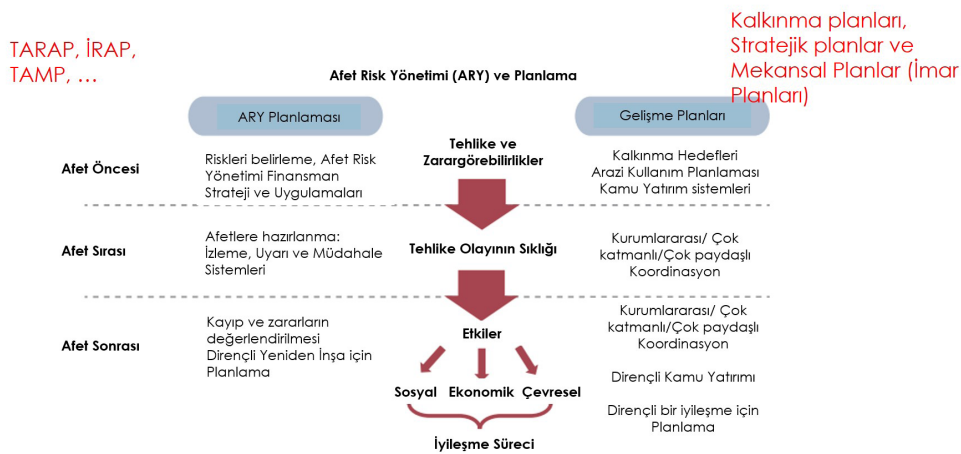 TARAP, İRAP,
TAMP, …
Kalkınma planları,
Stratejik planlar ve
Mekansal Planlar (İmar
Planları)
Afet Risk Yönetimi (ARY) ve Planlama
ARY Planlaması
Gelişme Planları
Afet Öncesi
Riskleri belirleme, Afet Risk
Yönetimi Finansman
Strateji ve Uygulamaları
Tehlike ve
Zarargörebilirlikler
Kalkınma Hedefleri
Arazi Kullanım Planlaması
Kamu Yatırım sistemleri
Afet Sırası
Afetlere hazırlanma:
İzleme, Uyarı ve Müdahale
Sistemleri
Tehlike Olayının Sıklığı
Kurumlararası/ Çok
katmanlı/Çok paydaşlı
Koordinasyon
Afet Sonrası
Kayıp ve zararların
değerlendirilmesi
Dirençli Yeniden İnşa için
Planlama
Etkiler
Sosyal Ekonomik Çevresel
İyileşme Süreci
Kurumlararası/ Çok
katmanlı/Çok paydaşlı
Koordinasyon
Dirençli Kamu Yatırımı
Dirençli bir iyileşme için
Planlama